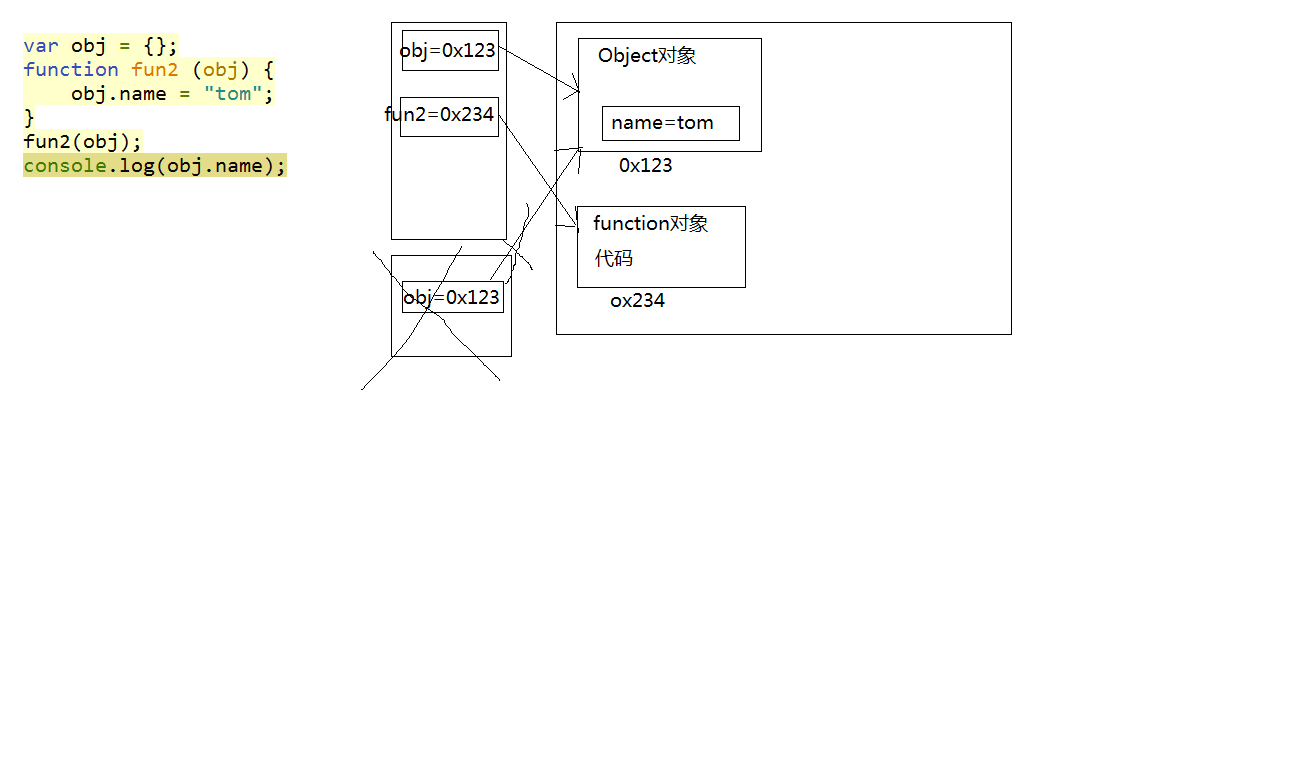 var obj = {};
function fun2 (obj) {
    obj.name = "tom";
}
fun2(obj);
console.log(obj.name);
obj=0x123
fun2=0x234
obj=0x123
Object对象
name=tom
0x123
function对象
代码
ox234